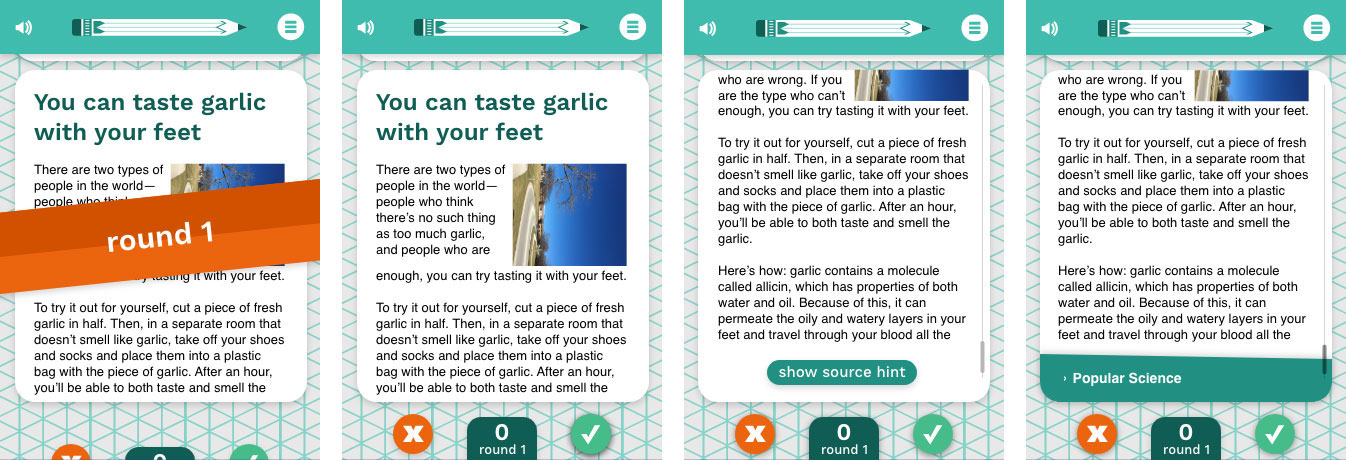 You can taste garlic
with your feet
There are two types of
people in the world—
people who think
round 1
tasting it with your feet.
To try it out for yourself, cut a piece of fresh
garlic in half. Then, in a separate room that
doesn't smell like garlic, take off your shoes
and socks and place them into a plastic
bag with the piece of garlic. After an hour,
you'll be able to both taste and smell the
You can taste garlic
with your feet
There are two types of
people in the world—
people who think
there's no such thing
as too much garlic,
and people who are
enough, you can try tasting it with your feet.
To try it out for yourself, cut a piece of fresh
garlic in half. Then, in a separate room that
doesn't smell like garlic, take off your shoes
and socks and place them into a plastic
bag with the piece of garlic. After an hour,
you'll be able to both taste and smell the
0
round 1
who are wrong. If you
are the type who can't
enough, you can try tasting it with your feet.
To try it out for yourself, cut a piece of fresh
garlic in half. Then, in a separate room that
doesn't smell like garlic, take off your shoes
and socks and place them into a plastic
bag with the piece of garlic. After an hour,
you'll be able to both taste and smell the
garlic.
Here's how: garlic contains a molecule
called allicin, which has properties of both
water and oil. Because of this, it can
permeate the oily and watery layers in your
feet and travel through your blood all the
show source hint
0
round 1
who are wrong. If you
are the type who can't
enough, you can try tasting it with your feet.
To try it out for yourself, cut a piece of fresh
garlic in half. Then, in a separate room that
doesn't smell like garlic, take off your shoes
and socks and place them into a plastic
bag with the piece of garlic. After an hour,
you'll be able to both taste and smell the
garlic.
Here's how: garlic contains a molecule
called allicin, which has properties of both
water and oil. Because of this, it can
permeate the oily and watery layers in your
feet and travel through your blood all the
› Popular Science
0
round 1